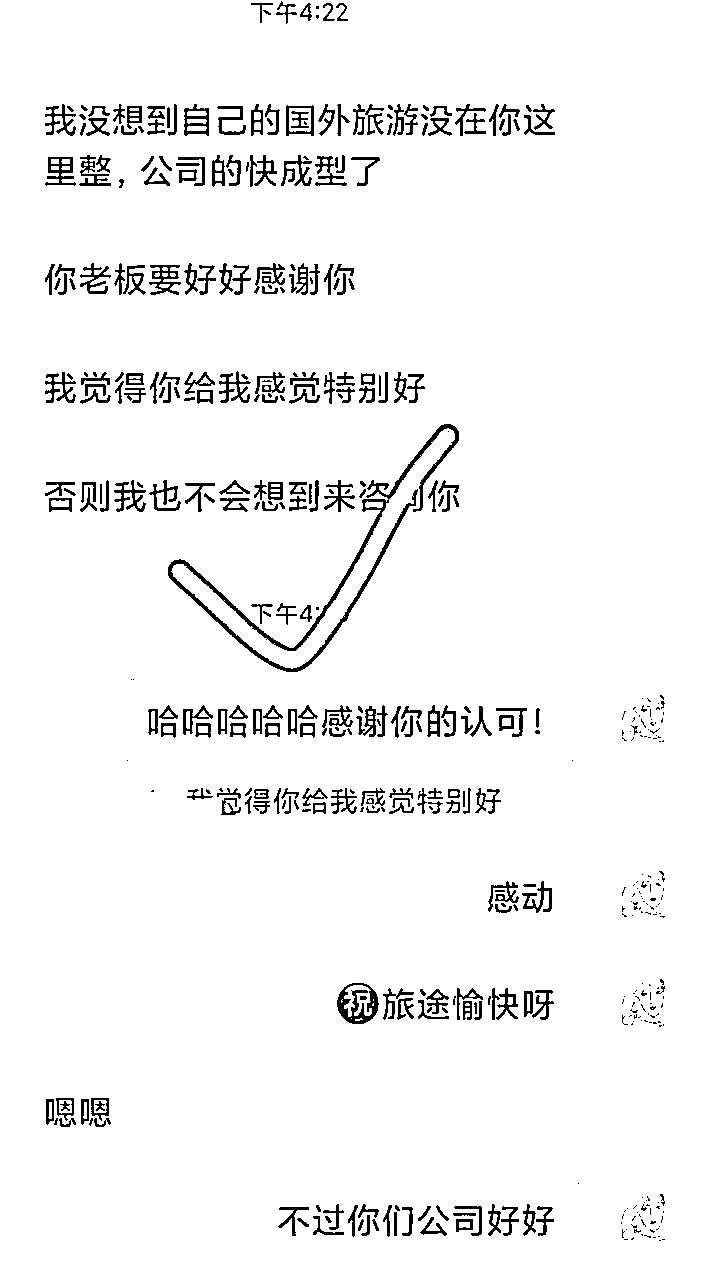 下午4:22
我没想到自己的国外旅游没在你这
里整，公司的快成型了
你老板要好好感谢你
我觉得你给我感觉特别好
否则我也不会想到来咨你
下午4:
哈哈哈哈哈感谢你的认可！
觉得你给我感觉特别好
感动
祝旅途愉快呀
嗯嗯
不过你们公司好好